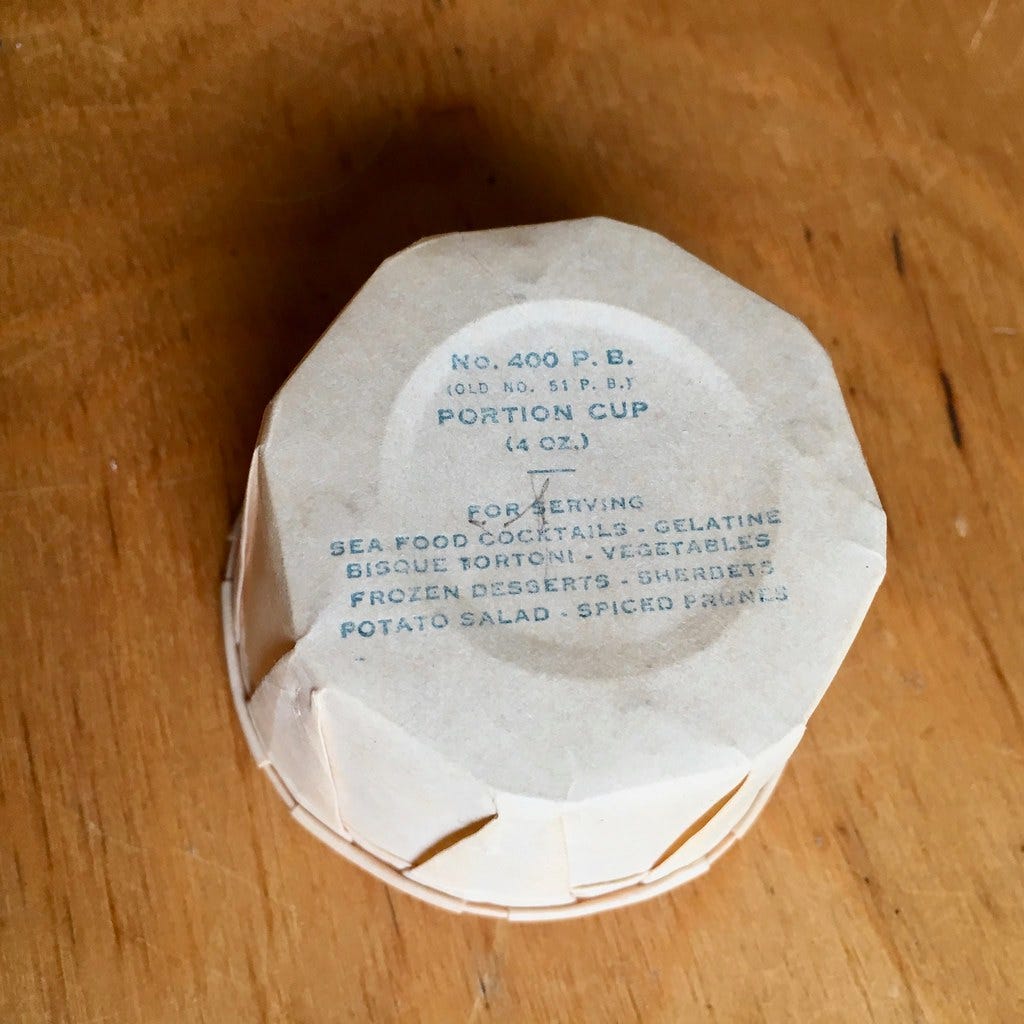 No. 400 P. B.
(OLD NO. 51 P. B.)
PORTION CUP
(4 OZ.)
FOR SERVING
SEA FOOD COCKTAILS - GELATINE
BISQUE TORTONI - VEGETABLES
FROZEN DESSERTS - SHERBETS
POTATO SALAD - SPICED PRUNES